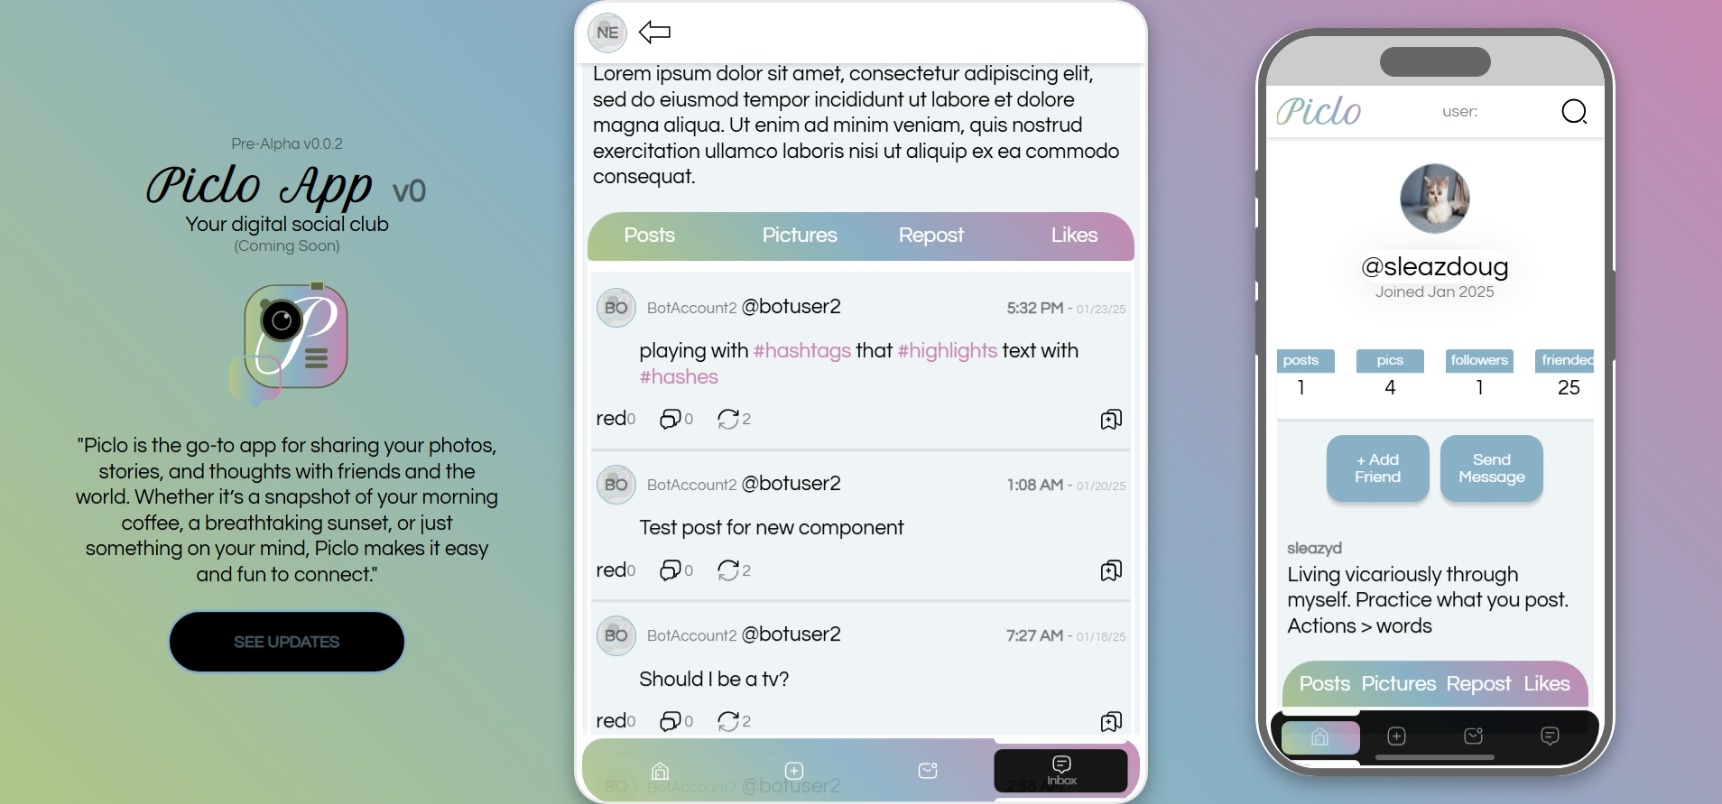 Pre-Alpha v0.0.2
Piclo App v0
Your digital social club
(Coming Soon)
P
"Piclo is the go-to app for sharing your photos,
stories, and thoughts with friends and the
world. Whether it's a snapshot of your morning
coffee, a breathtaking sunset, or just
something on your mind, Piclo makes it easy
and fun to connect."
SEE UPDATES
NE
Lorem ipsum dolor sit amet, consectetur adipiscing elit,
sed do eiusmod tempor incididunt ut labore et dolore
magna aliqua. Ut enim ad minim veniam, quis nostrud
exercitation ullamco laboris nisi ut aliquip ex ea commodo
consequat.
Posts Pictures Repost Likes
BO BotAccount2 @botuser2 5:32 PM - 01/23/25
playing with #hashtags that #highlights text with
#hashes
red0 0 2
BO BotAccount2 @botuser2 1:08 AM - 01/20/25
Test post for new component
red0 0 2
BO BotAccount2 @botuser2 7:27 AM - 01/18/25
Should I be a tv?
red0 0 2
Inbox
BO BotAccount2 @botuser2 2:58 AM
Piclo user:
@sleazdoug
Joined Jan 2025
posts pics followers friended
1 4 1 25
+ Add
Friend
Send
Message
sleazyd
Living vicariously through
myself. Practice what you post.
Actions > words
Posts Pictures Repost Likes